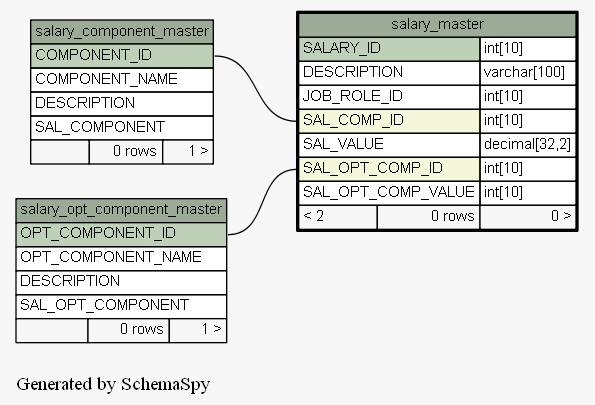 salary_component_master
COMPONENT_ID
COMPONENT_NAME
DESCRIPTION
SAL_COMPONENT
0 rows 1 >
salary_opt_component_master
OPT_COMPONENT_ID
OPT_COMPONENT_NAME
DESCRIPTION
SAL_OPT_COMPONENT
0 rows 1 >
salary_master
SALARY_ID int[10]
DESCRIPTION varchar[100]
JOB_ROLE_ID int[10]
SAL_COMP_ID int[10]
SAL_VALUE decimal[32,2]
SAL_OPT_COMP_ID int[10]
SAL_OPT_COMP_VALUE int[10]
< 2 0 rows 0 >
Generated by SchemaSpy